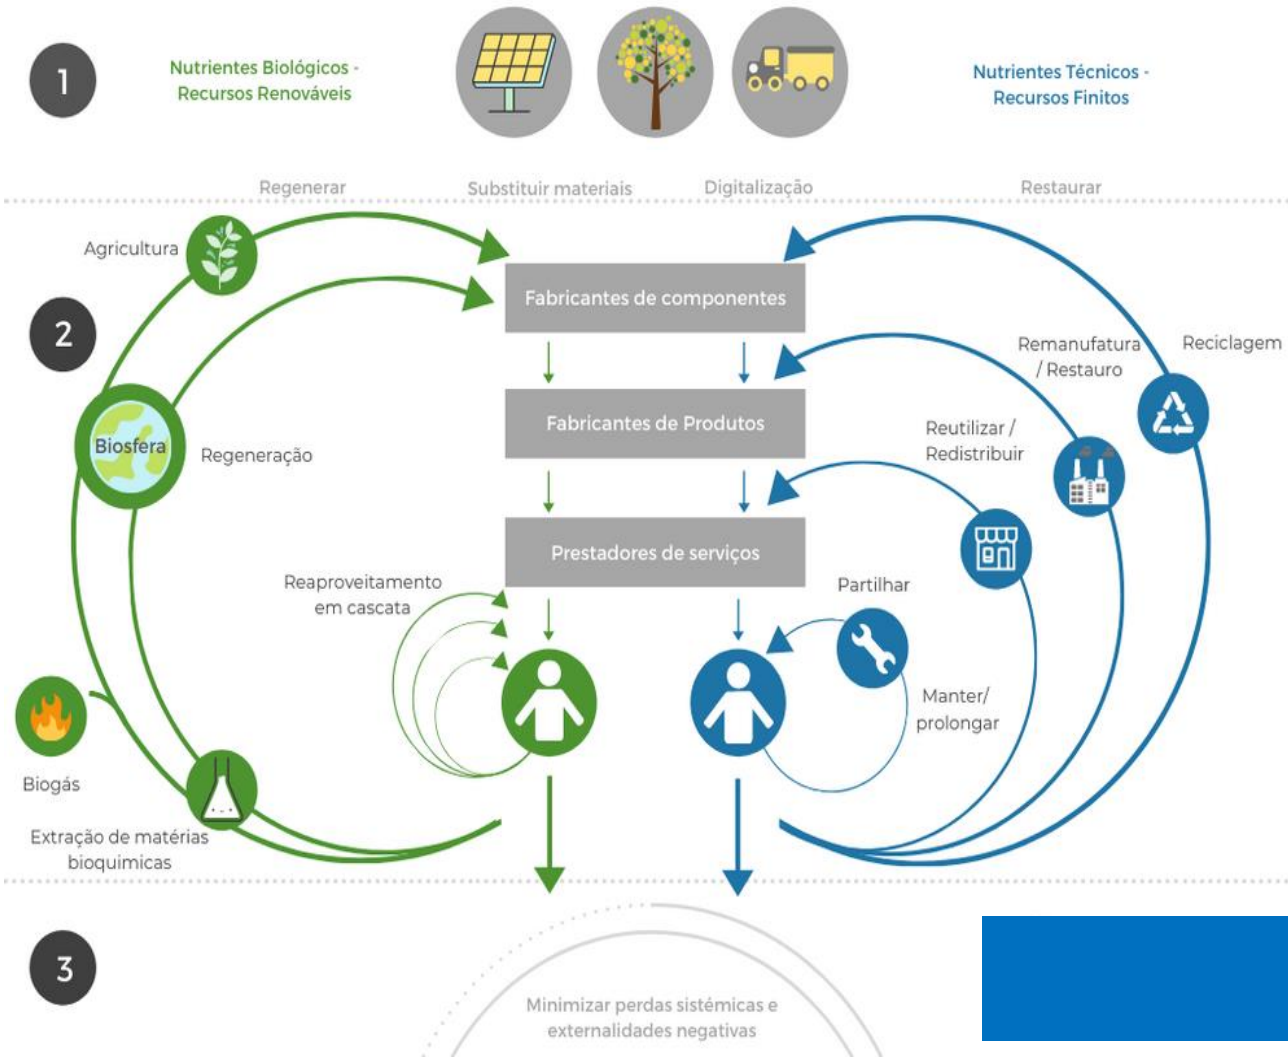 1
Nutrientes Biológicos -
Recursos Renováveis
Nutrientes Técnicos -
Recursos Finitos
Regenerar
Substituir materiais
Digitalização
Restaurar
2
Agricultura
Fabricantes de componentes
Remanufatura
/ Restauro
Reciclagem
Biosfera
Regeneração
Fabricantes de Produtos
Reutilizar /
Redistribuir
Prestadores de serviços
Reaproveitamento
em cascata
Partilhar
Manter/
prolongar
Biogás
Extração de matérias
bioquimicas
3
Minimizar perdas sistémicas e
externalidades negativas